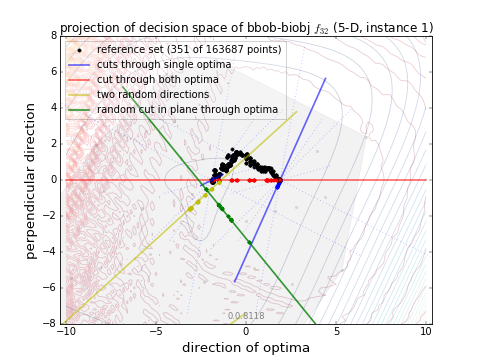 projection of decision space of bbob-biobj f32 (5-D, instance 1)
reference set (351 of 163687 points)
cuts through single optima
cut through both optima
two random directions
random cut in plane through optima
8
6
4
2
0
−2
−4
−6
−8
perpendicular direction
0.0.8118
−10
−5
0
5
10
direction of optima